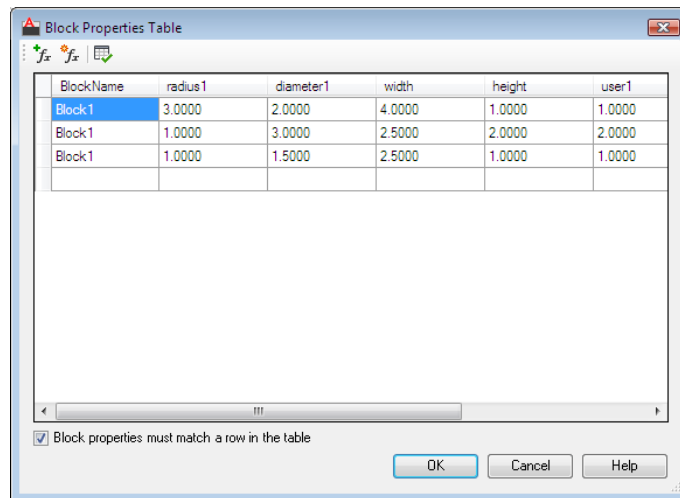 Block Properties Table
fx fx
BlockName radius1 diameter1 width height user1
Block1 3.0000 2.0000 4.0000 1.0000 1.0000
Block1 1.0000 3.0000 2.5000 2.0000 2.0000
Block1 1.0000 1.5000 2.5000 1.0000 1.0000
Block properties must match a row in the table
OK Cancel Help